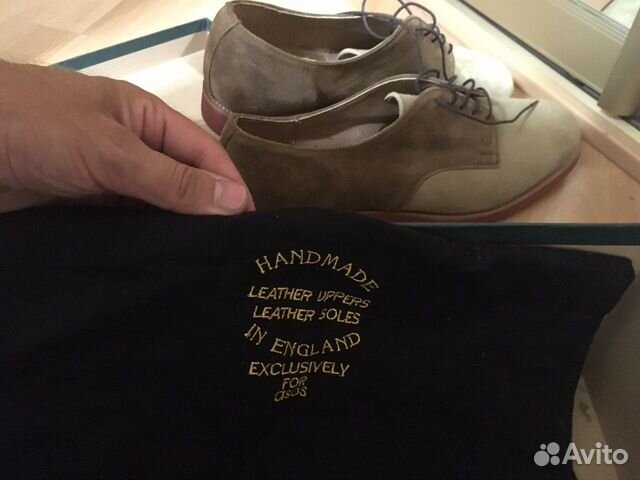 HANDMADE
LEATHER UPPERS
LEATHER SOLES
IN ENGLAND
EXCLUSIVELY
FOR
asos
Avito